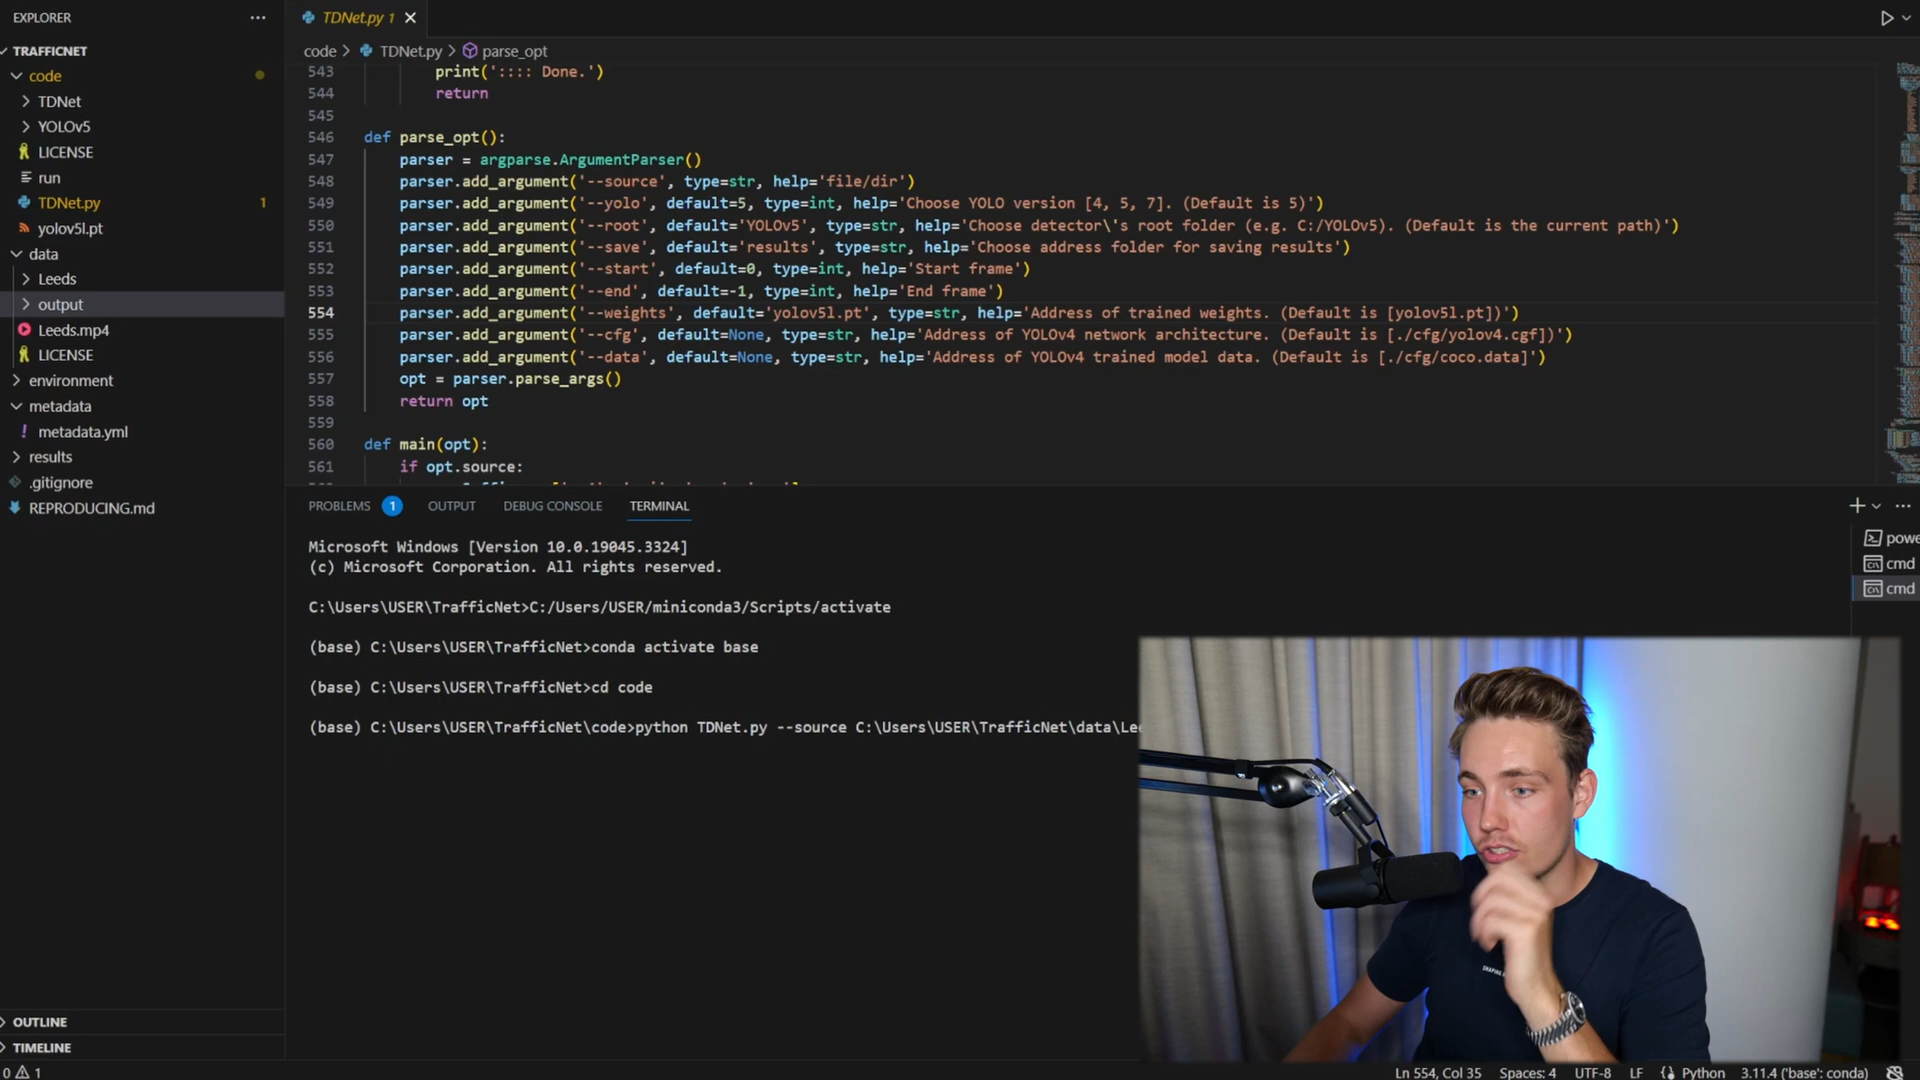 EXPLORER
TRAFFICNET
code
TDNet
YOLOv5
LICENSE
run
TDNet.py 1
yolov5l.pt
data
Leeds
output
Leeds.mp4
LICENSE
environment
metadata
metadata.yml
results
.gitignore
REPRODUCING.md
OUTLINE
TIMELINE
TDNet.py 1
code > TDNet.py > parse_opt
543 print(':::: Done.')
544 return
545
546 def parse_opt():
547 parser = argparse.ArgumentParser()
548 parser.add_argument('--source', type=str, help='file/dir')
549 parser.add_argument('--yolo', default=5, type=int, help='Choose YOLO version [4, 5, 7]. (Default is 5)')
550 parser.add_argument('--root', default='YOLOv5', type=str, help='Choose detector\'s root folder (e.g. C:/YOLOv5). (Default is the current path)')
551 parser.add_argument('--save', default='results', type=str, help='Choose address folder for saving results')
552 parser.add_argument('--start', default=0, type=int, help='Start frame')
553 parser.add_argument('--end', default=-1, type=int, help='End frame')
554 parser.add_argument('--weights', default='yolov5l.pt', type=str, help='Address of trained weights. (Default is [yolov5l.pt])')
555 parser.add_argument('--cfg', default=None, type=str, help='Address of YOLOv4 network architecture. (Default is [./cfg/yolov4.cgf])')
556 parser.add_argument('--data', default=None, type=str, help='Address of YOLOv4 trained model data. (Default is [./cfg/coco.data]')
557 opt = parser.parse_args()
558 return opt
559
560 def main(opt):
561 if opt.source:
PROBLEMS 1 OUTPUT DEBUG CONSOLE TERMINAL
Microsoft Windows [Version 10.0.19045.3324]
(c) Microsoft Corporation. All rights reserved.
C:\Users\USER\TrafficNet>C:/Users/USER/miniconda3/Scripts/activate
(base) C:\Users\USER\TrafficNet>conda activate base
(base) C:\Users\USER\TrafficNet>cd code
(base) C:\Users\USER\TrafficNet\code>python TDNet.py --source C:\Users\USER\TrafficNet\data\Lee
powe
cmd
cmd
0 1
Ln 554, Col 35 Spaces: 4 UTF-8 LF Python 3.11.4 ('base': conda)